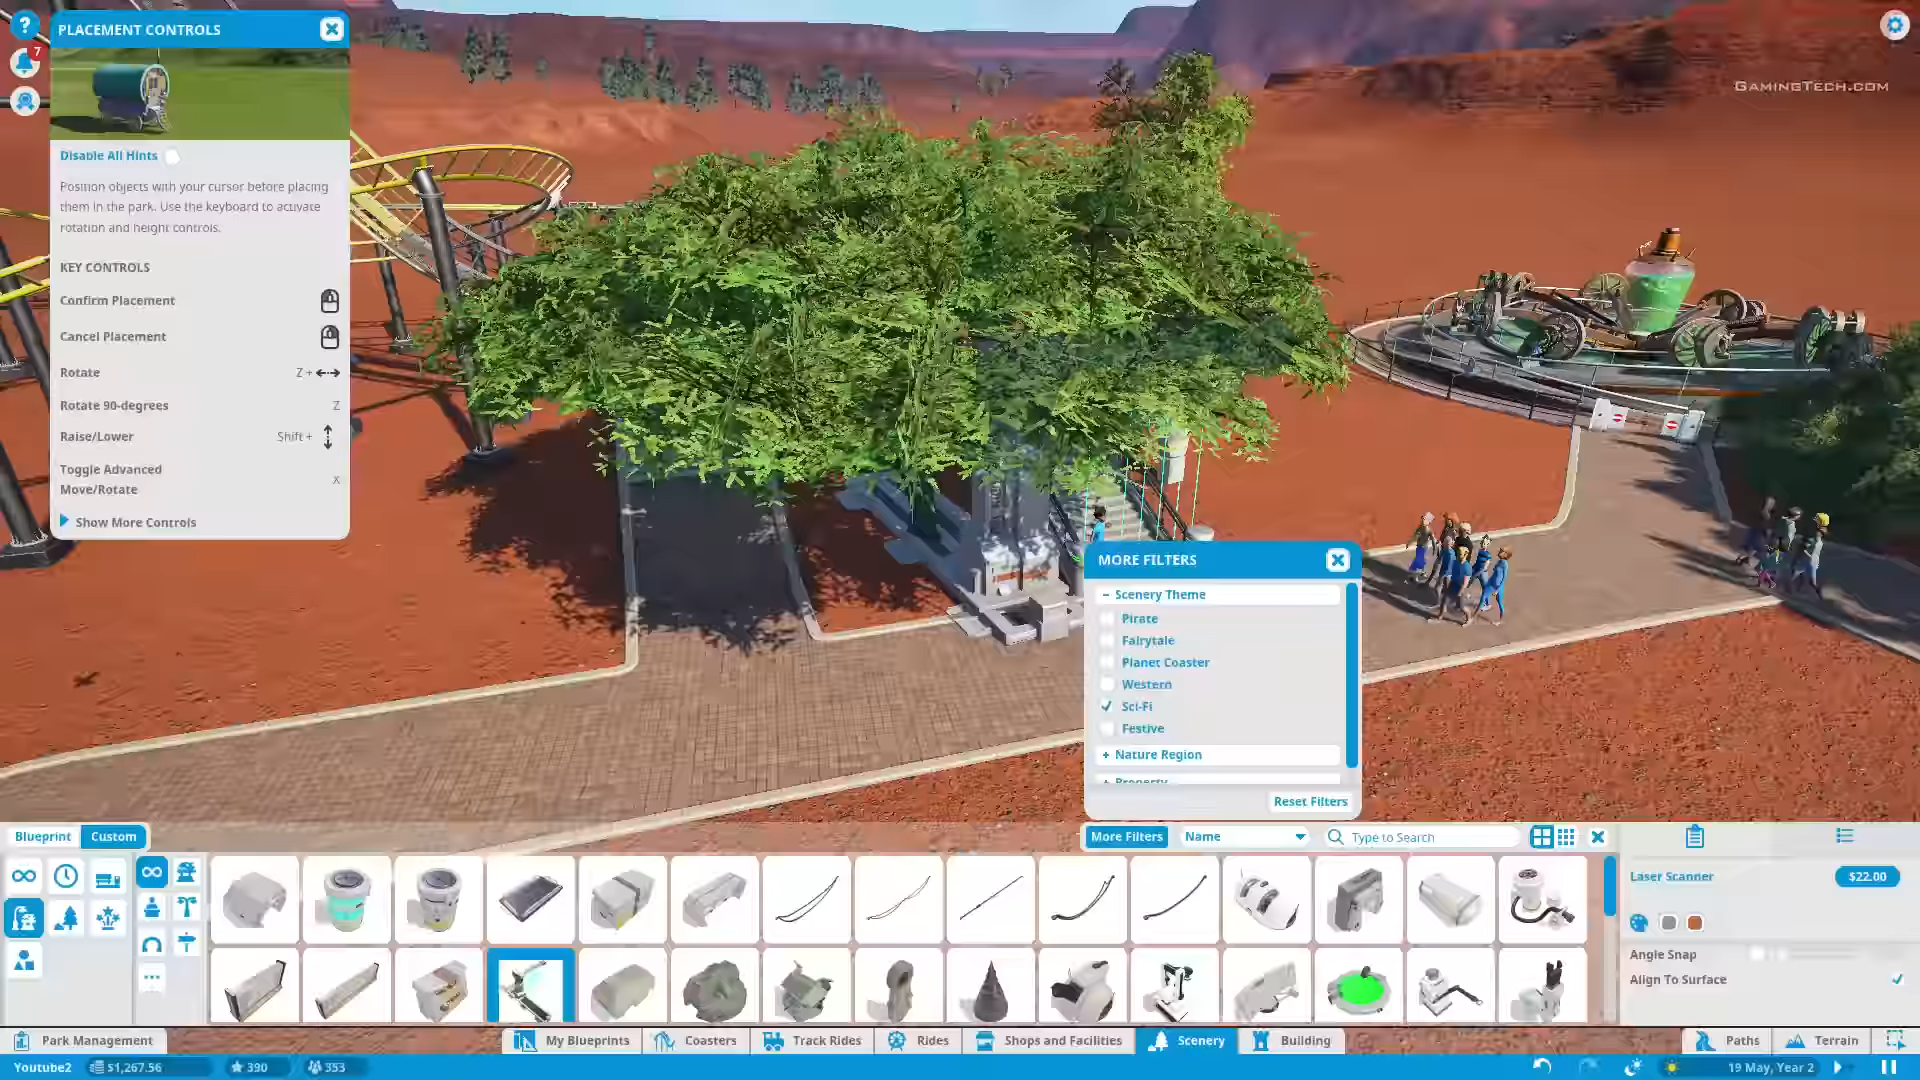 PLACEMENT CONTROLS
?
7
Disable All Hints
Position objects with your cursor before placing
them in the park. Use the keyboard to activate
rotation and height controls.
KEY CONTROLS
Confirm Placement
Cancel Placement
Rotate Z +
Rotate 90-degrees Z
Raise/Lower Shift +
Toggle Advanced
Move/Rotate X
Show More Controls
GAMINGTECH.COM
MORE FILTERS
− Scenery Theme
Pirate
Fairytale
Planet Coaster
Western
Sci-Fi
Festive
+ Nature Region
+ Property
Reset Filters
Blueprint Custom
More Filters Name Type to Search
Laser Scanner $22.00
Angle Snap
Align To Surface
Park Management My Blueprints Coasters Track Rides Rides Shops and Facilities Scenery Building Paths Terrain
Youtube2 $1,267.56 390 353 19 May, Year 2